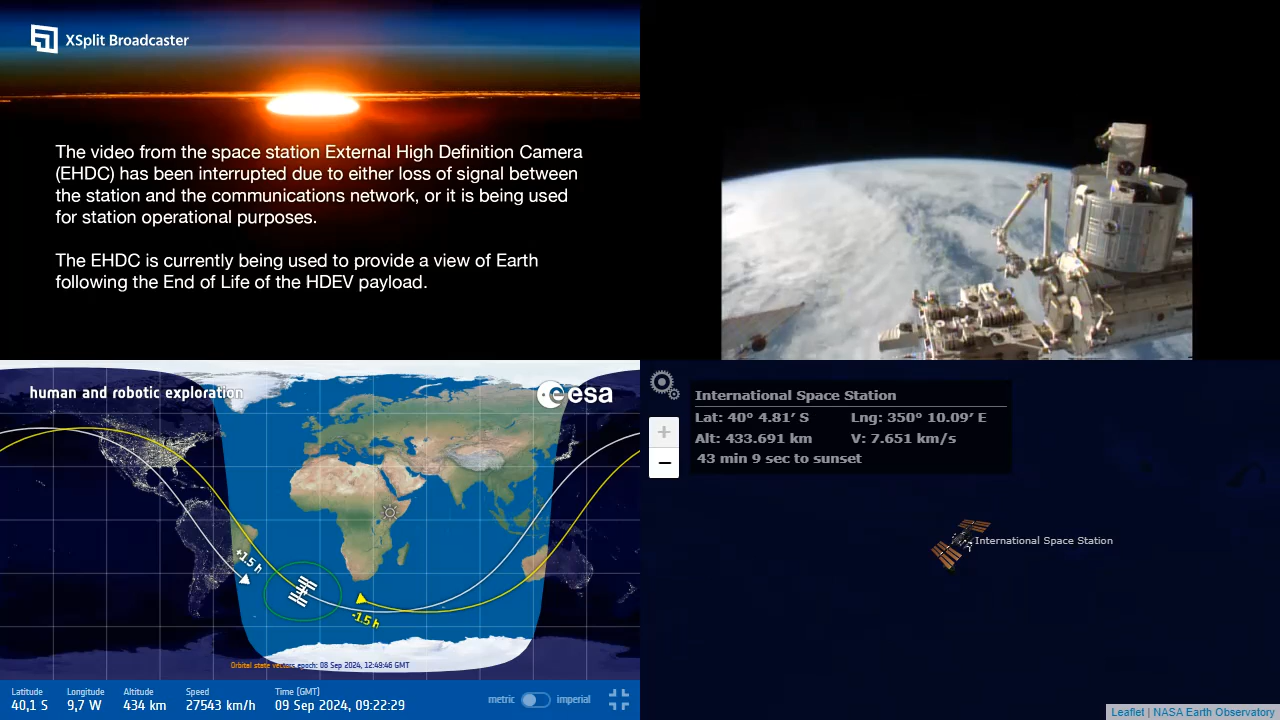 XSplit Broadcaster
The video from the space station External High Definition Camera
(EHDC) has been interrupted due to either loss of signal between
the station and the communications network, or it is being used
for station operational purposes.
The EHDC is currently being used to provide a view of Earth
following the End of Life of the HDEV payload.
human and robotic exploration
esa
+1.5 h
-1.5 h
Orbital state vectors epoch: 08 Sep 2024, 12:49:46 GMT
Latitude Longitude Altitude Speed Time (GMT)
40,1 S 9,7 W 434 km 27543 km/h 09 Sep 2024, 09:22:29
metric imperial
+
−
International Space Station
Lat: 40° 4.81′ S Lng: 350° 10.09′ E
Alt: 433.691 km V: 7.651 km/s
43 min 9 sec to sunset
International Space Station
Leaflet | NASA Earth Observatory